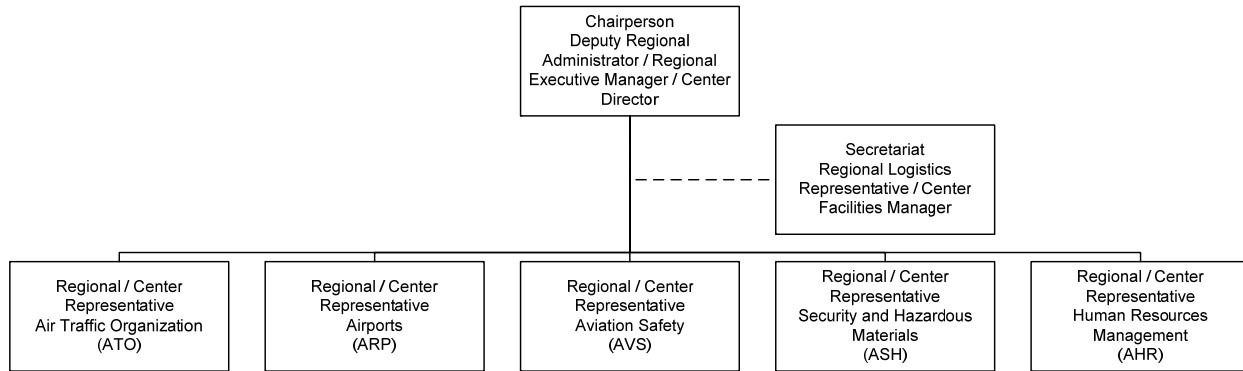 Chairperson
Deputy Regional
Administrator / Regional
Executive Manager / Center
Director
Secretariat
Regional Logistics
Representative / Center
Facilities Manager
Regional / Center
Representative
Air Traffic Organization
(ATO)
Regional / Center
Representative
Airports
(ARP)
Regional / Center
Representative
Aviation Safety
(AVS)
Regional / Center
Representative
Security and Hazardous
Materials
(ASH)
Regional / Center
Representative
Human Resources
Management
(AHR)